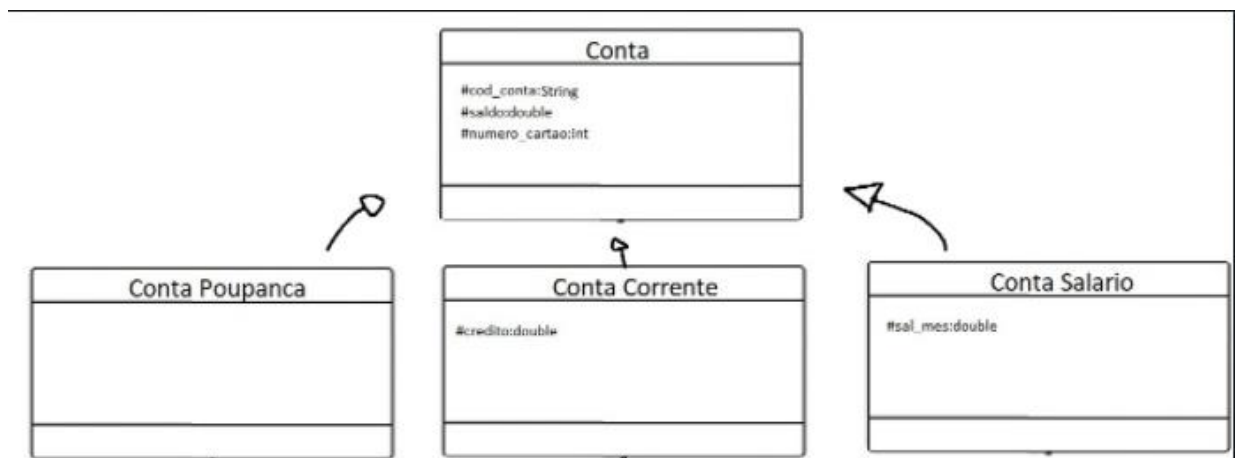 Conta
#cod_conta:String
#saldo:double
#numero_cartao:int
Conta Poupanca
Conta Corrente
#credito:double
Conta Salario
#sal_mes:double